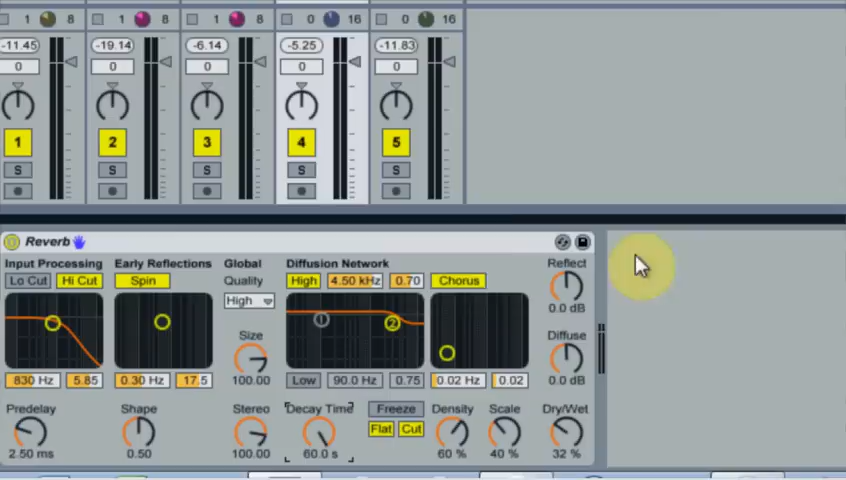 1 8 1 8 1 8 0 16 0 16
-11.45 -19.14 -6.14 -5.25 -11.83
0 0 0 0 0
1 2 3 4 5
S S S S S
Reverb
Input Processing Early Reflections Global Diffusion Network Reflect
Lo Cut Hi Cut Spin Quality High 4.50 kHz 0.70 Chorus
High
0.0 dB
1 2
Size Diffuse
100.00 0.0 dB
830 Hz 5.85 0.30 Hz 17.5 Low 90.0 Hz 0.75 0.02 Hz 0.02
Predelay Shape Stereo Decay Time Freeze Density Scale Dry/Wet
Flat Cut
2.50 ms 0.50 100.00 60.0 s 60 % 40 % 32 %